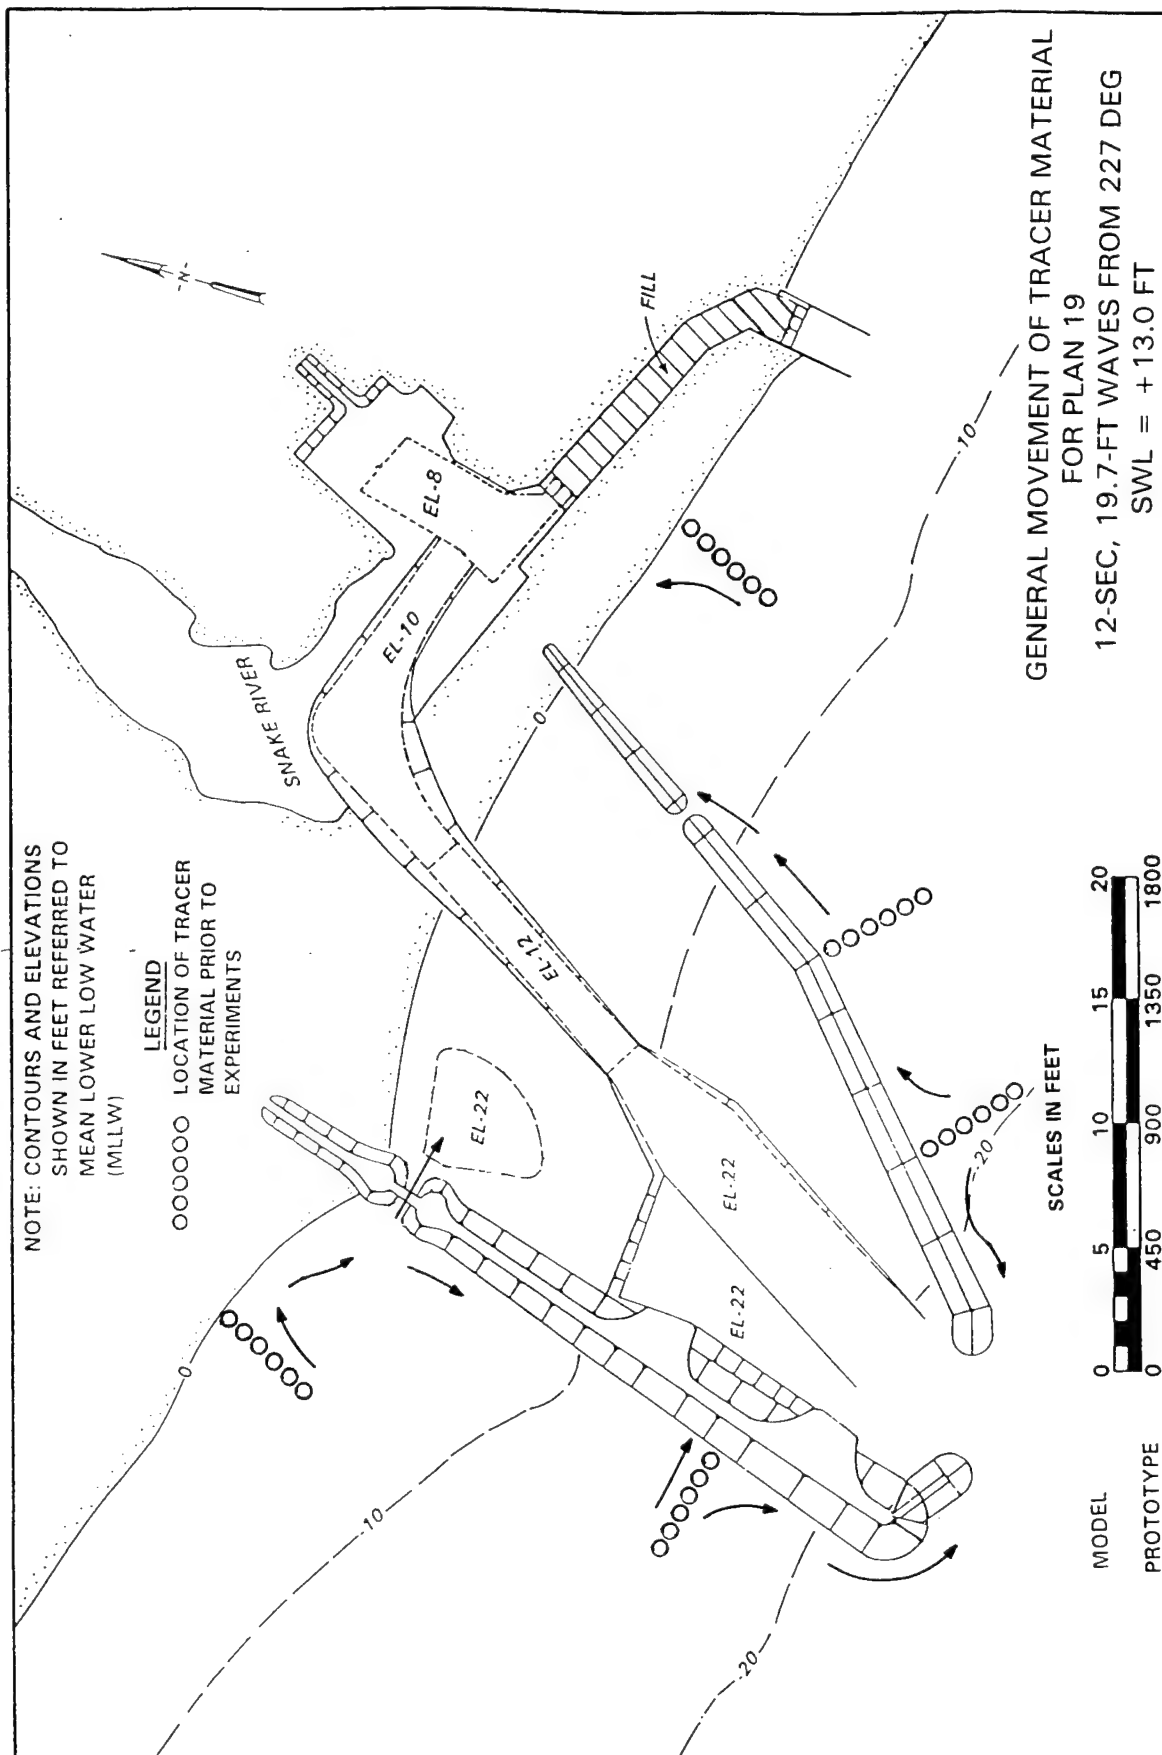 NOTE: CONTOURS AND ELEVATIONS
SHOWN IN FEET REFERRED TO
MEAN LOWER LOW WATER
(MLLW)
LEGEND
OOOOO LOCATION OF TRACER
MATERIAL PRIOR TO
EXPERIMENTS
SNAKE RIVER
-N-
EL-8
EL-10
FILL
EL-12
EL-22
EL-22
EL-22
0
0
-10
-10
-20
-20
SCALES IN FEET
MODEL 0 5 10 15 20
PROTOTYPE 0 450 900 1350 1800
GENERAL MOVEMENT OF TRACER MATERIAL
FOR PLAN 19
12-SEC, 19.7-FT WAVES FROM 227 DEG
SWL = +13.0 FT